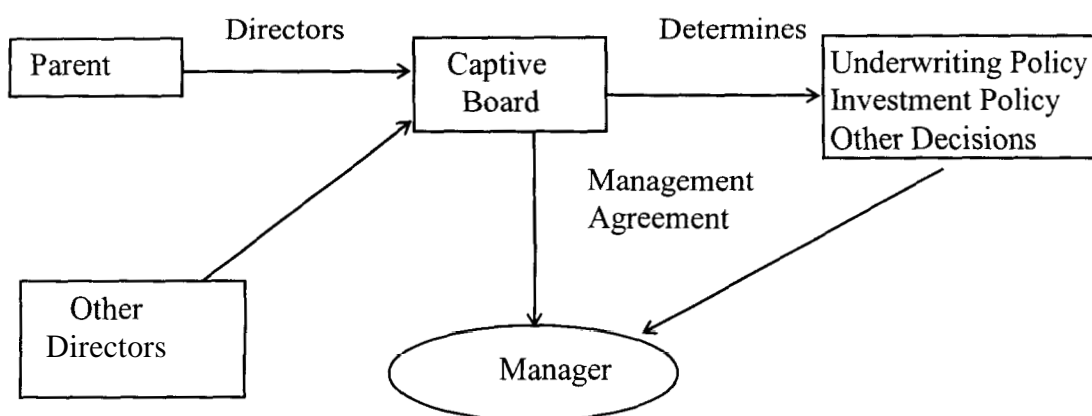 Directors
Determines
Parent
Captive
Board
Underwriting Policy
Investment Policy
Other Decisions
Management
Agreement
Other
Directors
Manager